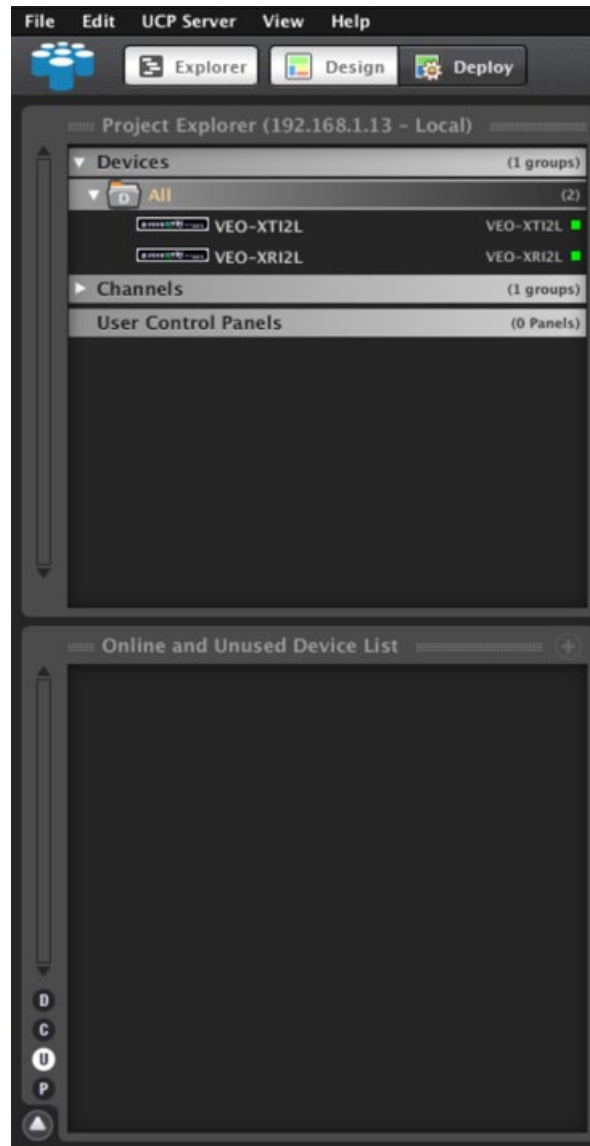 File Edit UCP Server View Help
Explorer Design Deploy
Project Explorer (192.168.1.13 – Local)
Devices (1 groups)
D All (2)
VEO-XTI2L VEO-XTI2L
VEO-XRI2L VEO-XRI2L
Channels (1 groups)
User Control Panels (0 Panels)
Online and Unused Device List
D
C
U
P